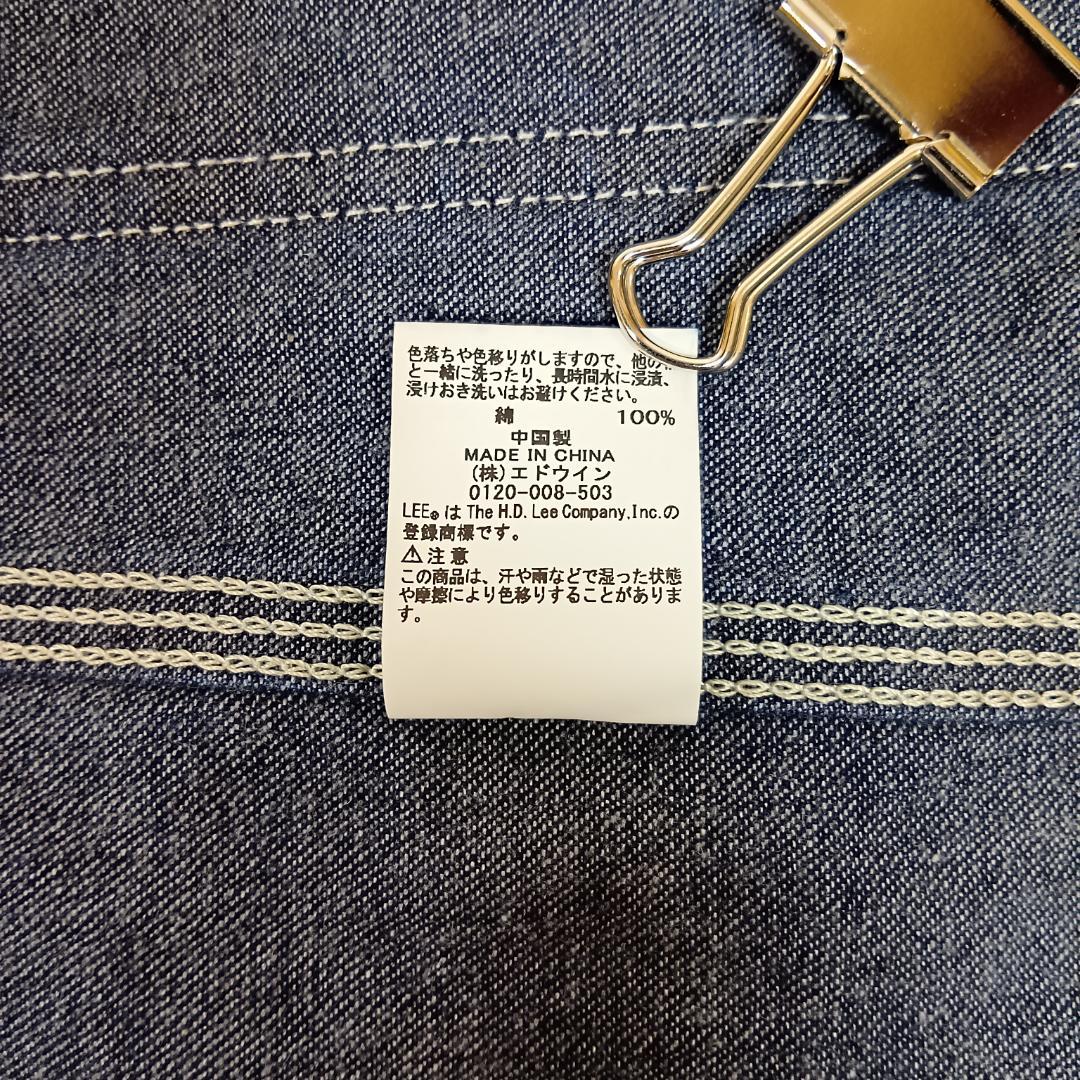 色落ちや色移りがしますので、他の
と一緒に洗ったり、長時間水に浸漬、
浸けおき洗いはお避けください。
綿 100%
中国製
MADE IN CHINA
(株)エドウイン
0120-008-503
LEE® は The H.D. Lee Company,Inc.の
登録商標です。
⚠注意
この商品は、汗や雨などで湿った状態
や摩擦により色移りすることがありま
す。